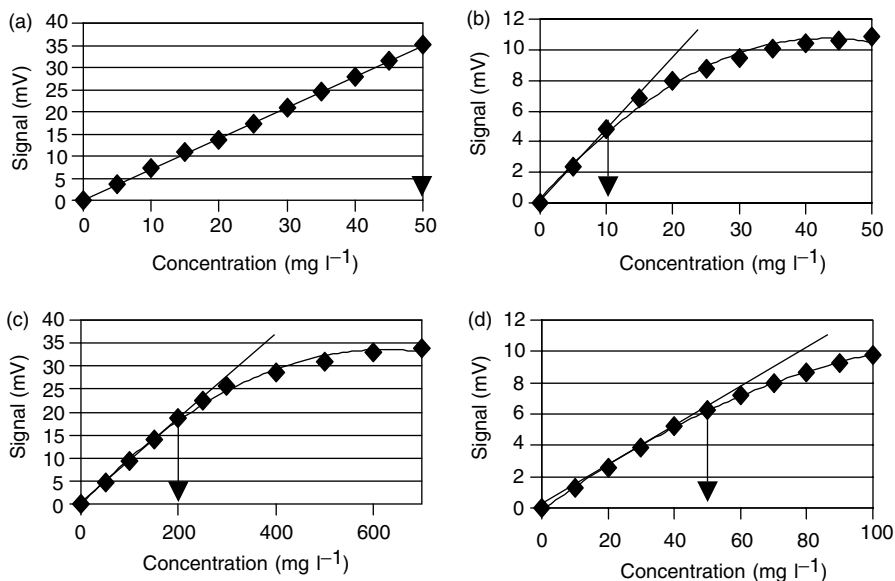 (a)
40
35
30
25
20
15
10
5
0
Signal (mV)
0 10 20 30 40 50
Concentration (mg l⁻¹)
(b)
12
10
8
6
4
2
0
Signal (mV)
0 10 20 30 40 50
Concentration (mg l⁻¹)
(c)
40
35
30
25
20
15
10
5
0
Signal (mV)
0 200 400 600
Concentration (mg l⁻¹)
(d)
12
10
8
6
4
2
0
Signal (mV)
0 20 40 60 80 100
Concentration (mg l⁻¹)